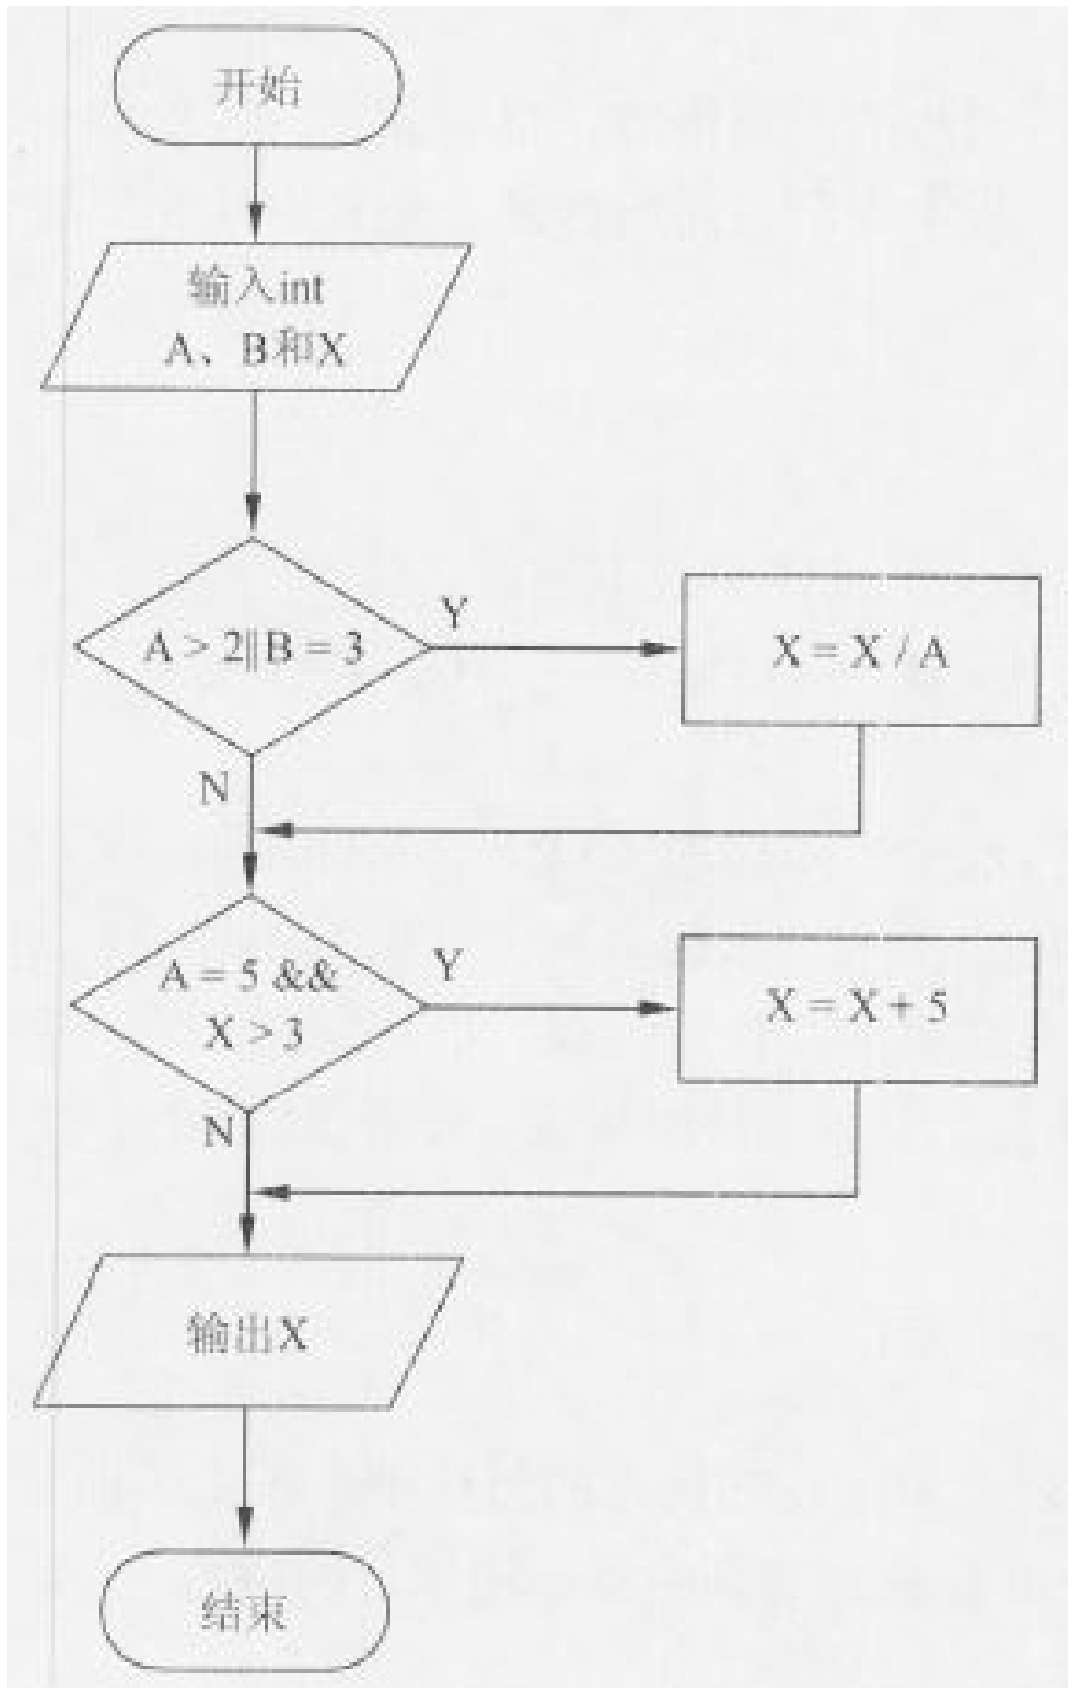 开始
输入int
A、B和X
A > 2||B = 3
Y
X = X / A
N
A = 5 &&
X > 3
Y
X = X + 5
N
输出X
结束